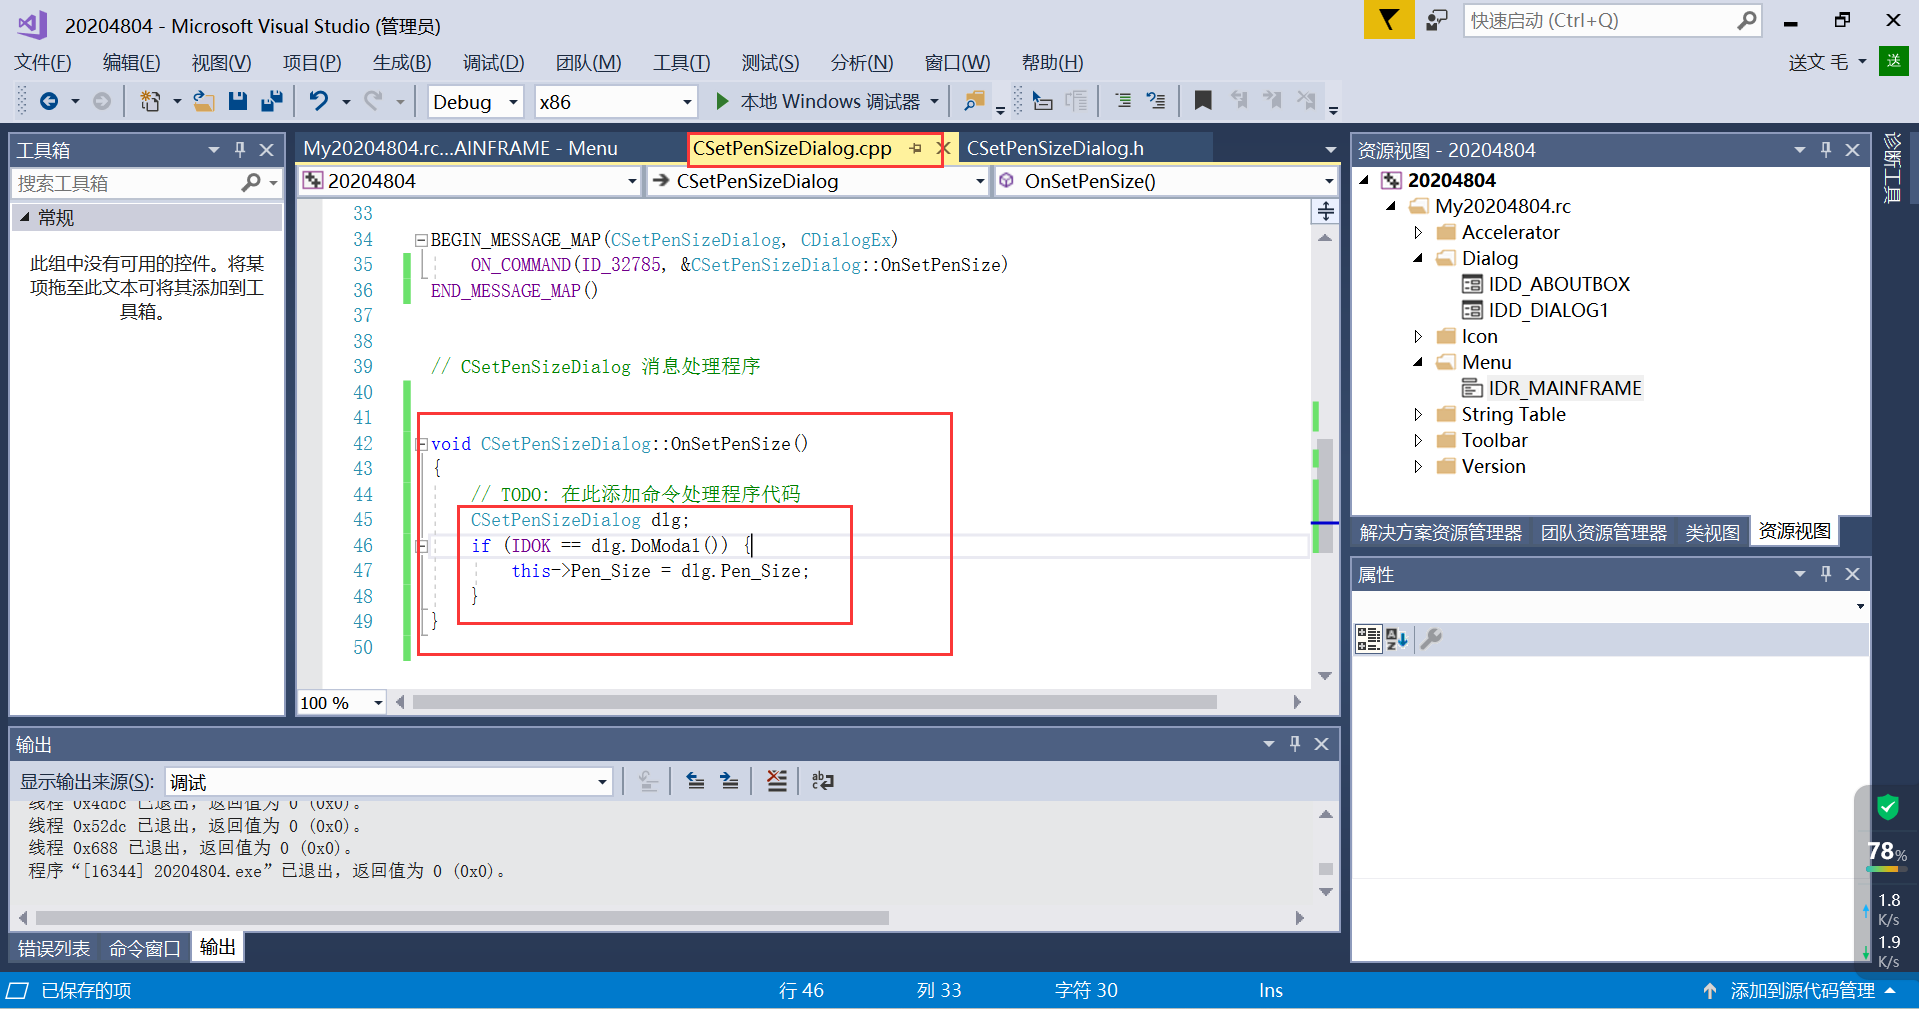 20204804 - Microsoft Visual Studio (管理员)
快速启动 (Ctrl+Q)
文件(F) 编辑(E) 视图(V) 项目(P) 生成(B) 调试(D) 团队(M) 工具(T) 测试(S) 分析(N) 窗口(W) 帮助(H)
送文 毛
送
Debug x86 本地 Windows 调试器
工具箱
搜索工具箱
常规
此组中没有可用的控件。将某
项拖至此文本可将其添加到工
具箱。
My20204804.rc...AINFRAME - Menu CSetPenSizeDialog.cpp CSetPenSizeDialog.h
20204804 CSetPenSizeDialog OnSetPenSize()
33
34 BEGIN_MESSAGE_MAP(CSetPenSizeDialog, CDialogEx)
35 ON_COMMAND(ID_32785, &CSetPenSizeDialog::OnSetPenSize)
36 END_MESSAGE_MAP()
37
38
39 // CSetPenSizeDialog 消息处理程序
40
41
42 void CSetPenSizeDialog::OnSetPenSize()
43 {
44 // TODO: 在此添加命令处理程序代码
45 CSetPenSizeDialog dlg;
46 if (IDOK == dlg.DoModal()) {
47 this->Pen_Size = dlg.Pen_Size;
48 }
49 }
50
100 %
资源视图 - 20204804
20204804
My20204804.rc
Accelerator
Dialog
IDD_ABOUTBOX
IDD_DIALOG1
Icon
Menu
IDR_MAINFRAME
String Table
Toolbar
Version
解决方案资源管理器 团队资源管理器 类视图 资源视图
诊断工具
属性
输出
显示输出来源(S): 调试
线程 0x4dbc 已退出，返回值为 0 (0x0)。
线程 0x52dc 已退出，返回值为 0 (0x0)。
线程 0x688 已退出，返回值为 0 (0x0)。
程序“[16344] 20204804.exe”已退出，返回值为 0 (0x0)。
错误列表 命令窗口 输出
78%
1.8
K/s
1.9
K/s
已保存的项 行 46 列 33 字符 30 Ins 添加到源代码管理